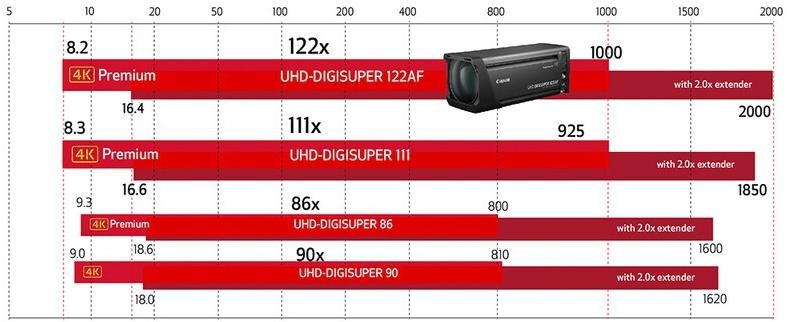 5 10 20 50 100 200 400 800 1000 1500 2000
8.2 122x 1000
4K Premium UHD-DIGISUPER 122AF Canon with 2.0x extender
16.4 2000
8.3 111x 925
4K Premium UHD-DIGISUPER 111 with 2.0x extender
16.6 1850
9.3 86x 800
4K Premium UHD-DIGISUPER 86 with 2.0x extender
18.6 1600
9.0 90x 810
4K UHD-DIGISUPER 90 with 2.0x extender
18.0 1620